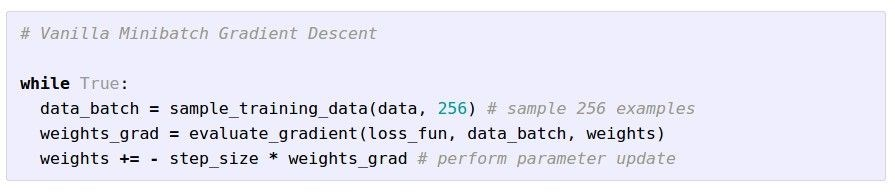 # Vanilla Minibatch Gradient Descent
while True:
data_batch = sample_training_data(data, 256) # sample 256 examples
weights_grad = evaluate_gradient(loss_fun, data_batch, weights)
weights += - step_size * weights_grad # perform parameter update